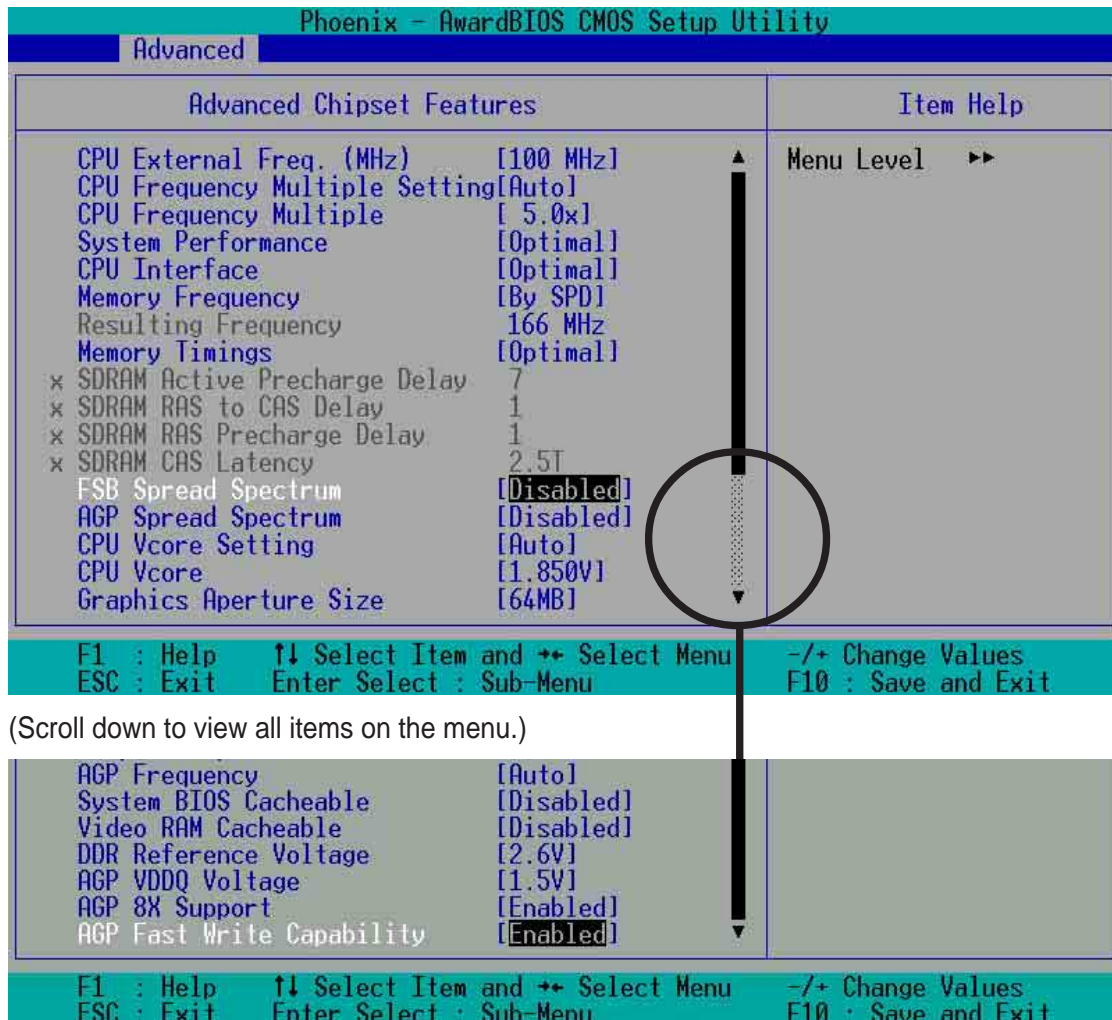 Phoenix - AwardBIOS CMOS Setup Utility
Advanced
Advanced Chipset Features
Item Help
CPU External Freq. (MHz) [100 MHz]
Menu Level ▸▸
CPU Frequency Multiple Setting[Auto]
CPU Frequency Multiple [ 5.0x]
System Performance [Optimal]
CPU Interface [Optimal]
Memory Frequency [By SPD]
Resulting Frequency 166 MHz
Memory Timings [Optimal]
x SDRAM Active Precharge Delay 7
x SDRAM RAS to CAS Delay 1
x SDRAM RAS Precharge Delay 1
x SDRAM CAS Latency 2.5T
FSB Spread Spectrum [Disabled]
AGP Spread Spectrum [Disabled]
CPU Vcore Setting [Auto]
CPU Vcore [1.850V]
Graphics Aperture Size [64MB]
F1 : Help ↑↓ Select Item and →← Select Menu -/+ Change Values
ESC : Exit Enter Select : Sub-Menu F10 : Save and Exit
(Scroll down to view all items on the menu.)
AGP Frequency [Auto]
System BIOS Cacheable [Disabled]
Video RAM Cacheable [Disabled]
DDR Reference Voltage [2.6V]
AGP VDDQ Voltage [1.5V]
AGP 8X Support [Enabled]
AGP Fast Write Capability [Enabled]
F1 : Help ↑↓ Select Item and →← Select Menu -/+ Change Values
ESC : Exit Enter Select : Sub-Menu F10 : Save and Exit